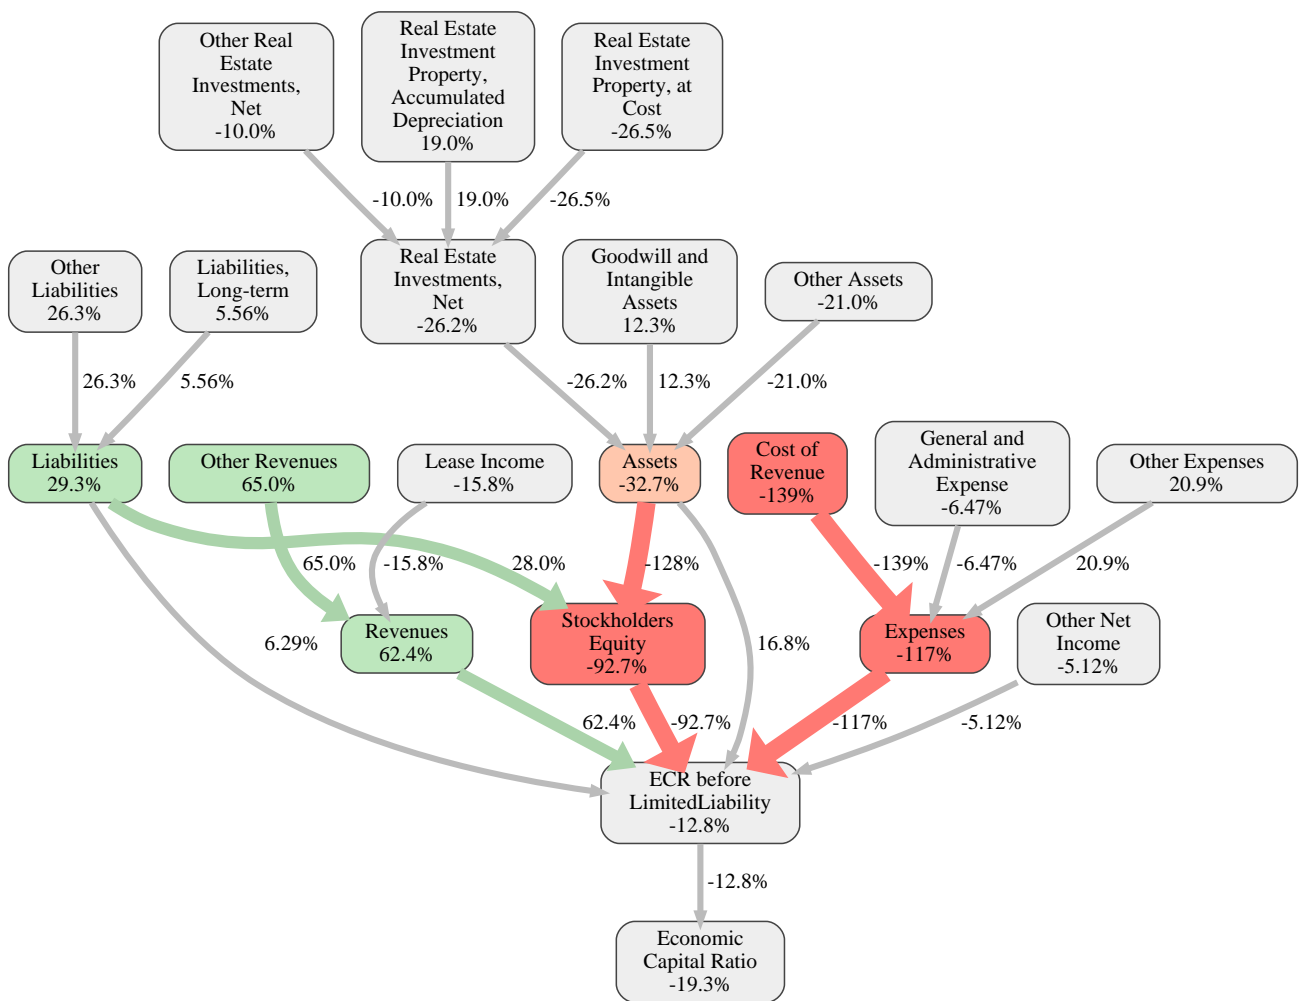 Other Real
Estate
Investments,
Net
-10.0%
Real Estate
Investment
Property,
Accumulated
Depreciation
19.0%
Real Estate
Investment
Property, at
Cost
-26.5%
-10.0%
19.0%
-26.5%
Other
Liabilities
26.3%
Liabilities,
Long-term
5.56%
Real Estate
Investments,
Net
-26.2%
Goodwill and
Intangible
Assets
12.3%
Other Assets
-21.0%
26.3%
5.56%
-26.2%
12.3%
-21.0%
Liabilities
29.3%
Other Revenues
65.0%
Lease Income
-15.8%
Assets
-32.7%
Cost of
Revenue
-139%
General and
Administrative
Expense
-6.47%
Other Expenses
20.9%
65.0%
-15.8%
28.0%
-128%
-139%
-6.47%
20.9%
6.29%
Revenues
62.4%
Stockholders
Equity
-92.7%
16.8%
Expenses
-117%
Other Net
Income
-5.12%
62.4%
-92.7%
-117%
-5.12%
ECR before
LimitedLiability
-12.8%
-12.8%
Economic
Capital Ratio
-19.3%